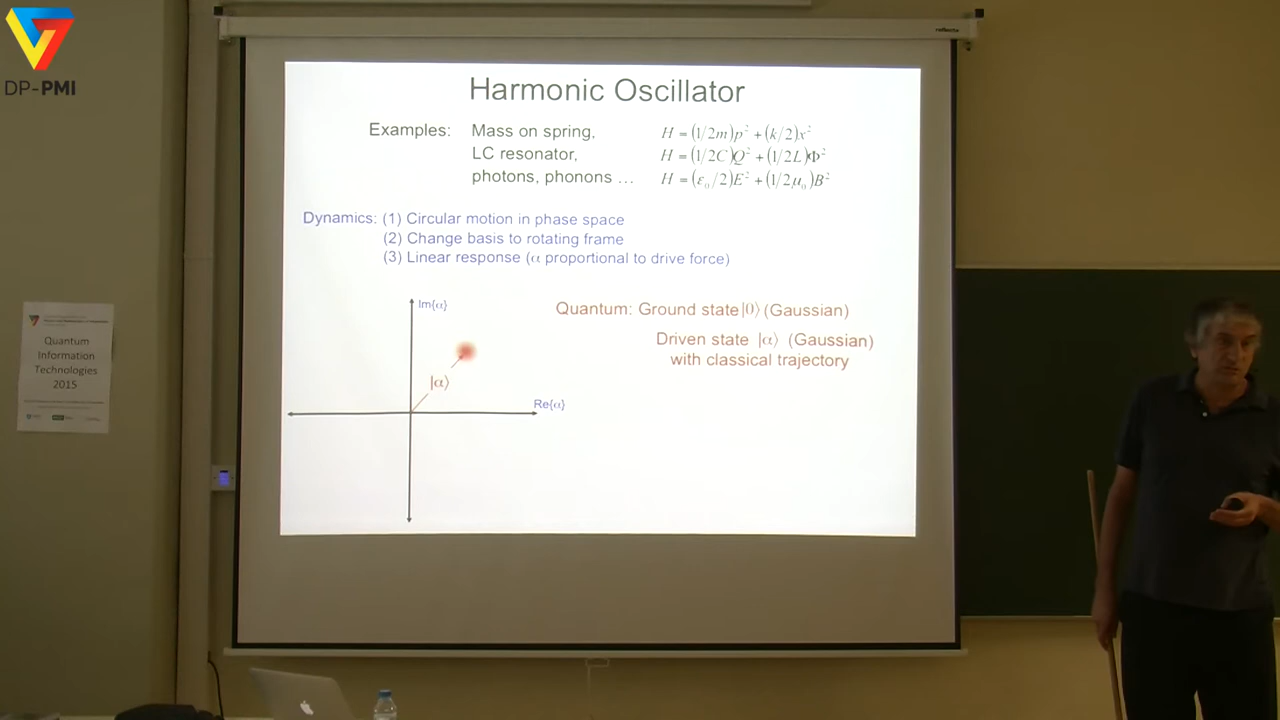 DP-PMI
reflecta
Harmonic Oscillator
Examples: Mass on spring, H = (1/2m)p² + (k/2)x²
LC resonator, H = (1/2C)Q² + (1/2L)Φ²
photons, phonons … H = (ε₀/2)E² + (1/2μ₀)B²
Dynamics: (1) Circular motion in phase space
(2) Change basis to rotating frame
(3) Linear response (α proportional to drive force)
Im{α}
Quantum: Ground state |0⟩ (Gaussian)
Driven state |α⟩ (Gaussian)
with classical trajectory
|α⟩
Re{α}
Quantum
Information
Technologies
2015